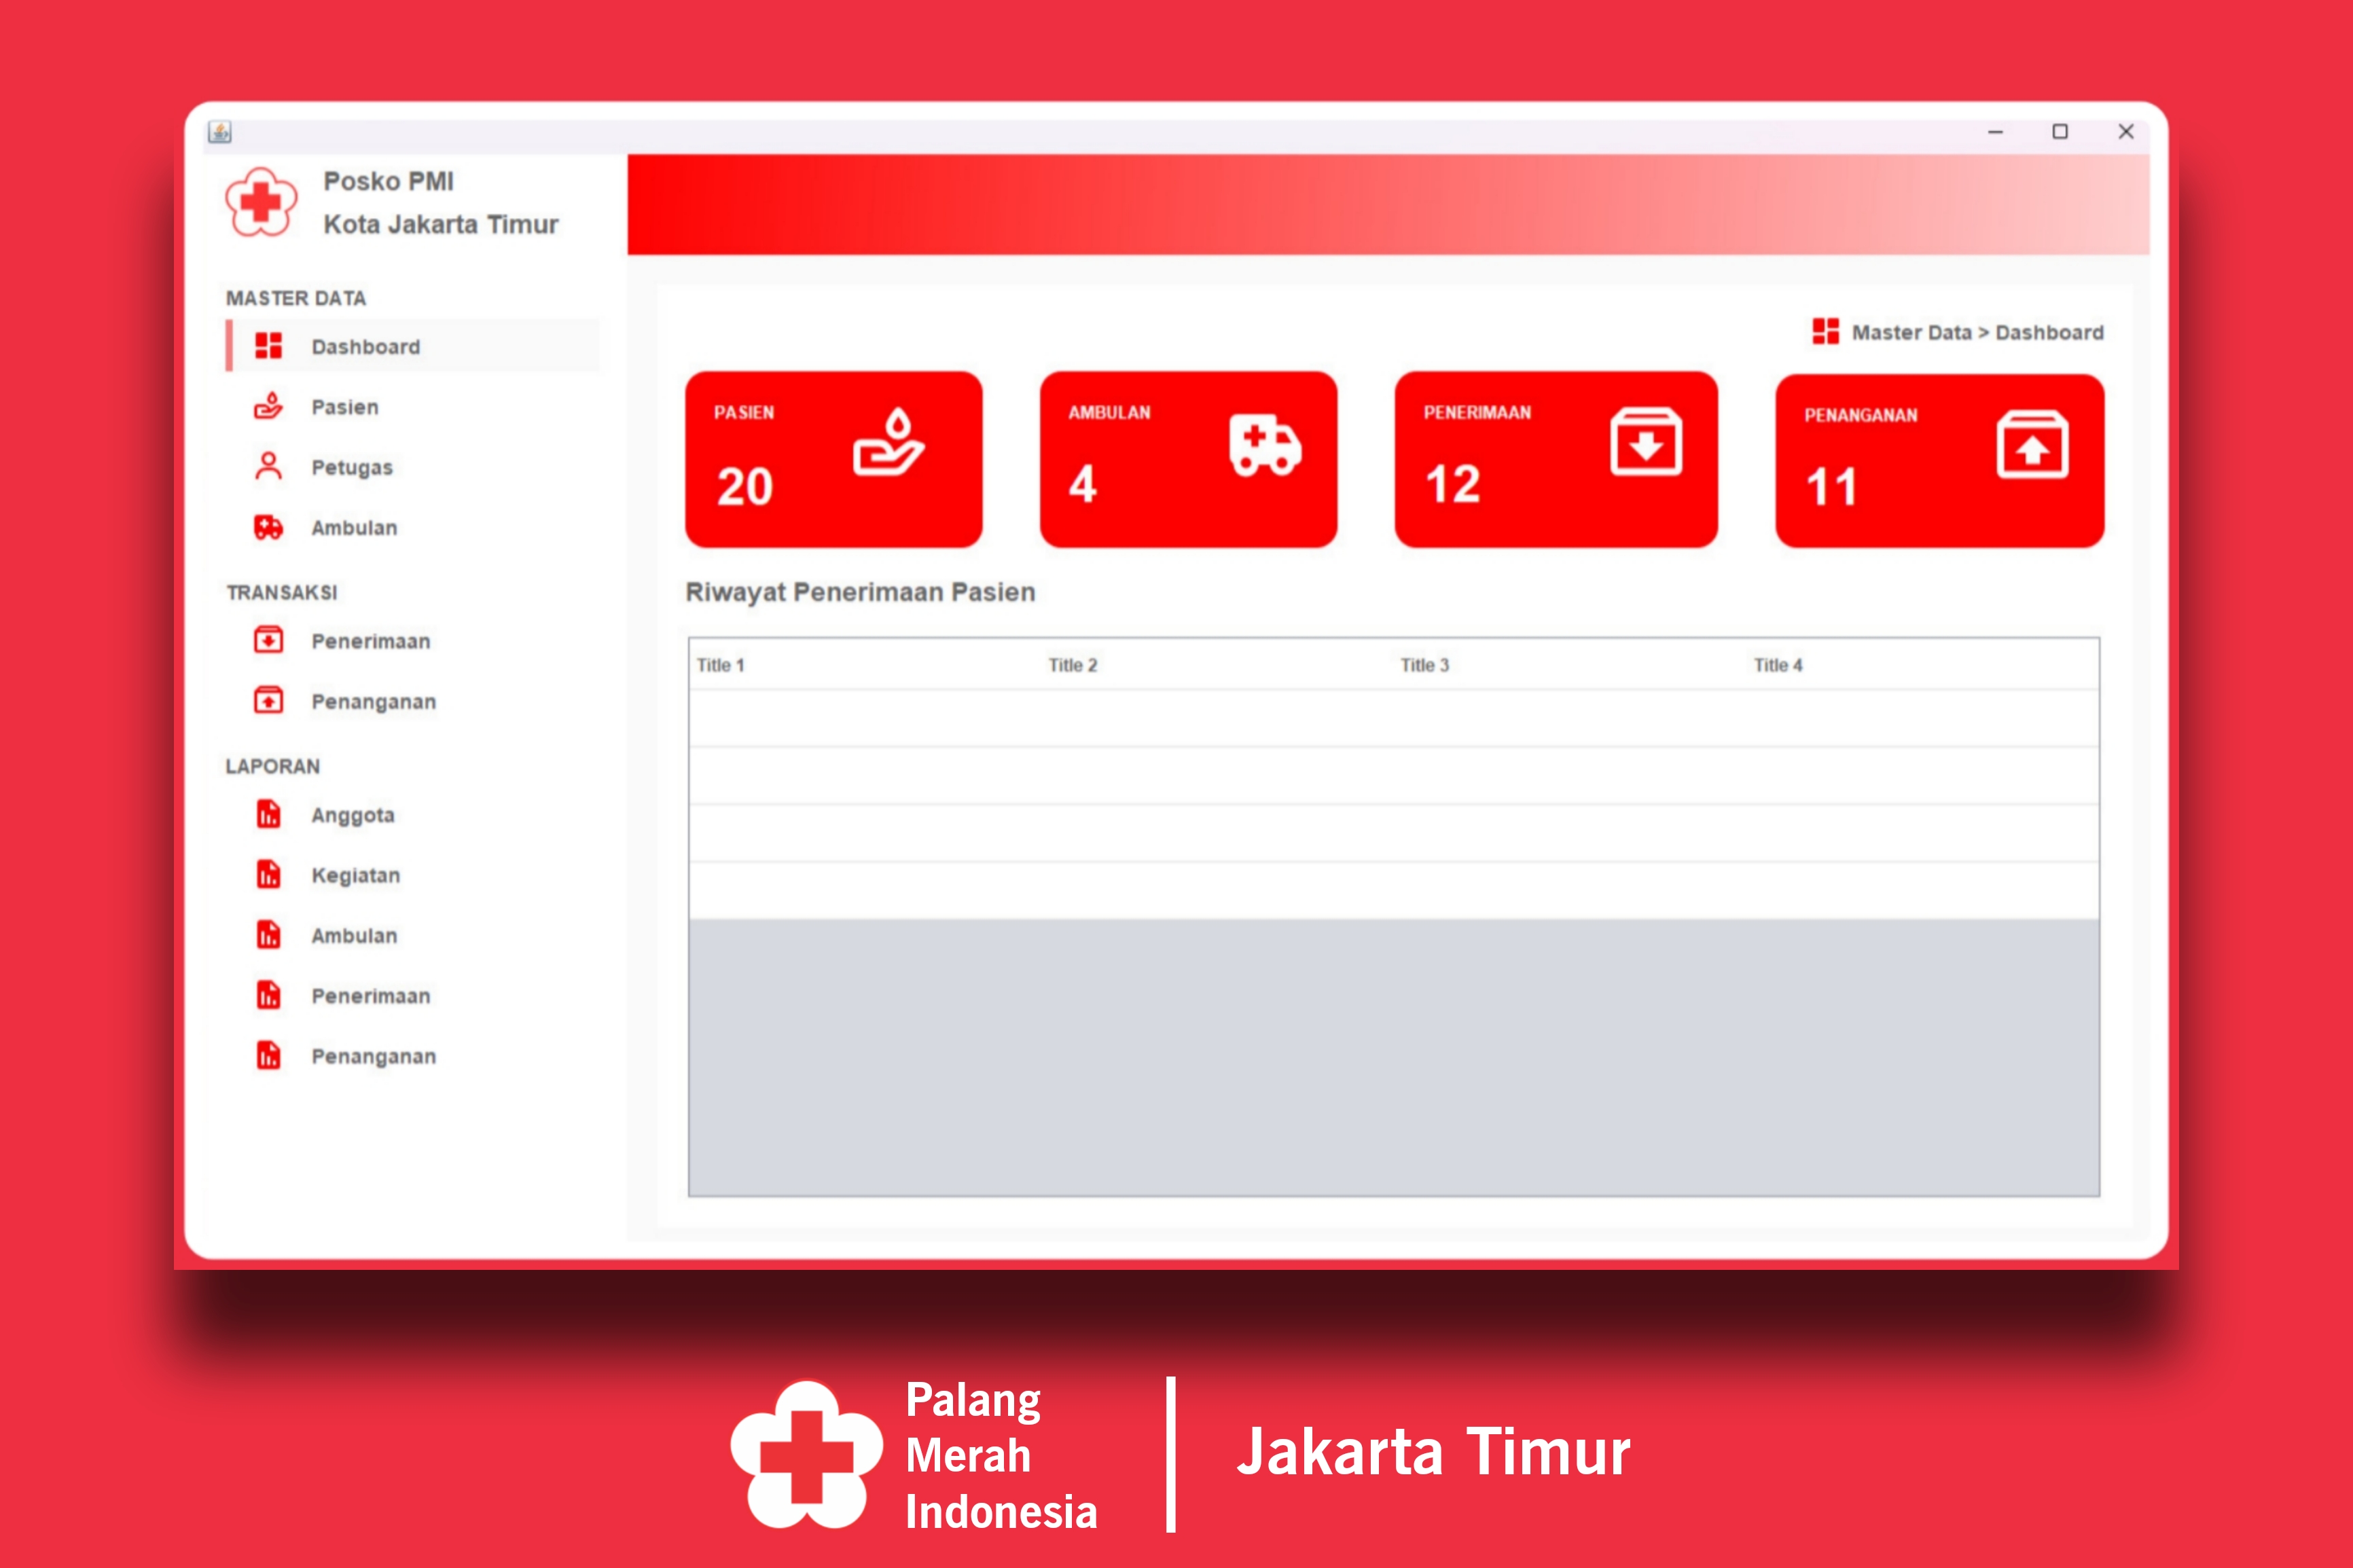 Posko PMI
Kota Jakarta Timur
MASTER DATA
Dashboard
Pasien
Petugas
Ambulan
TRANSAKSI
Penerimaan
Penanganan
LAPORAN
Anggota
Kegiatan
Ambulan
Penerimaan
Penanganan
Master Data > Dashboard
PASIEN
20
AMBULAN
4
PENERIMAAN
12
PENANGANAN
11
Riwayat Penerimaan Pasien
Title 1 Title 2 Title 3 Title 4
Palang
Merah
Indonesia
Jakarta Timur